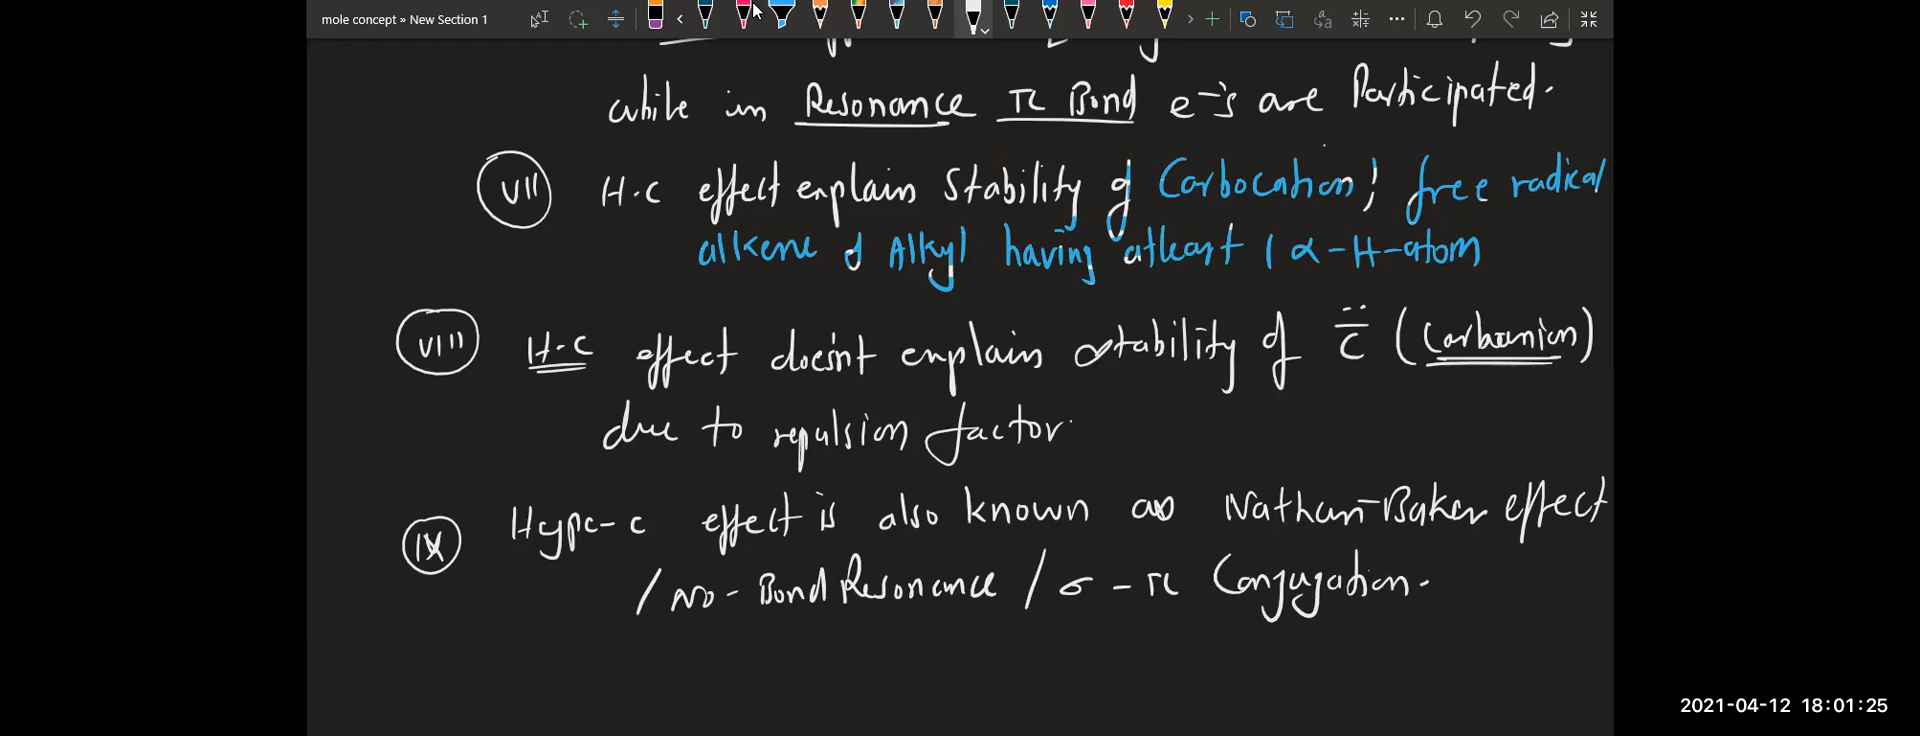 mole concept » New Section 1
while in Resonance π Bond e⁻'s are Participated.
VII H.C effect explain Stability of Carbocation, free radical
alkene & Alkyl having atleast 1 α-H-atom
VIII H.C effect doesn't explain stability of C̄ (Carbanion)
due to repulsion factor.
IX Hype-c effect is also known as Nathan-Baker effect
/ No-Bond Resonance / σ - π Conjugation.
2021-04-12 18:01:25